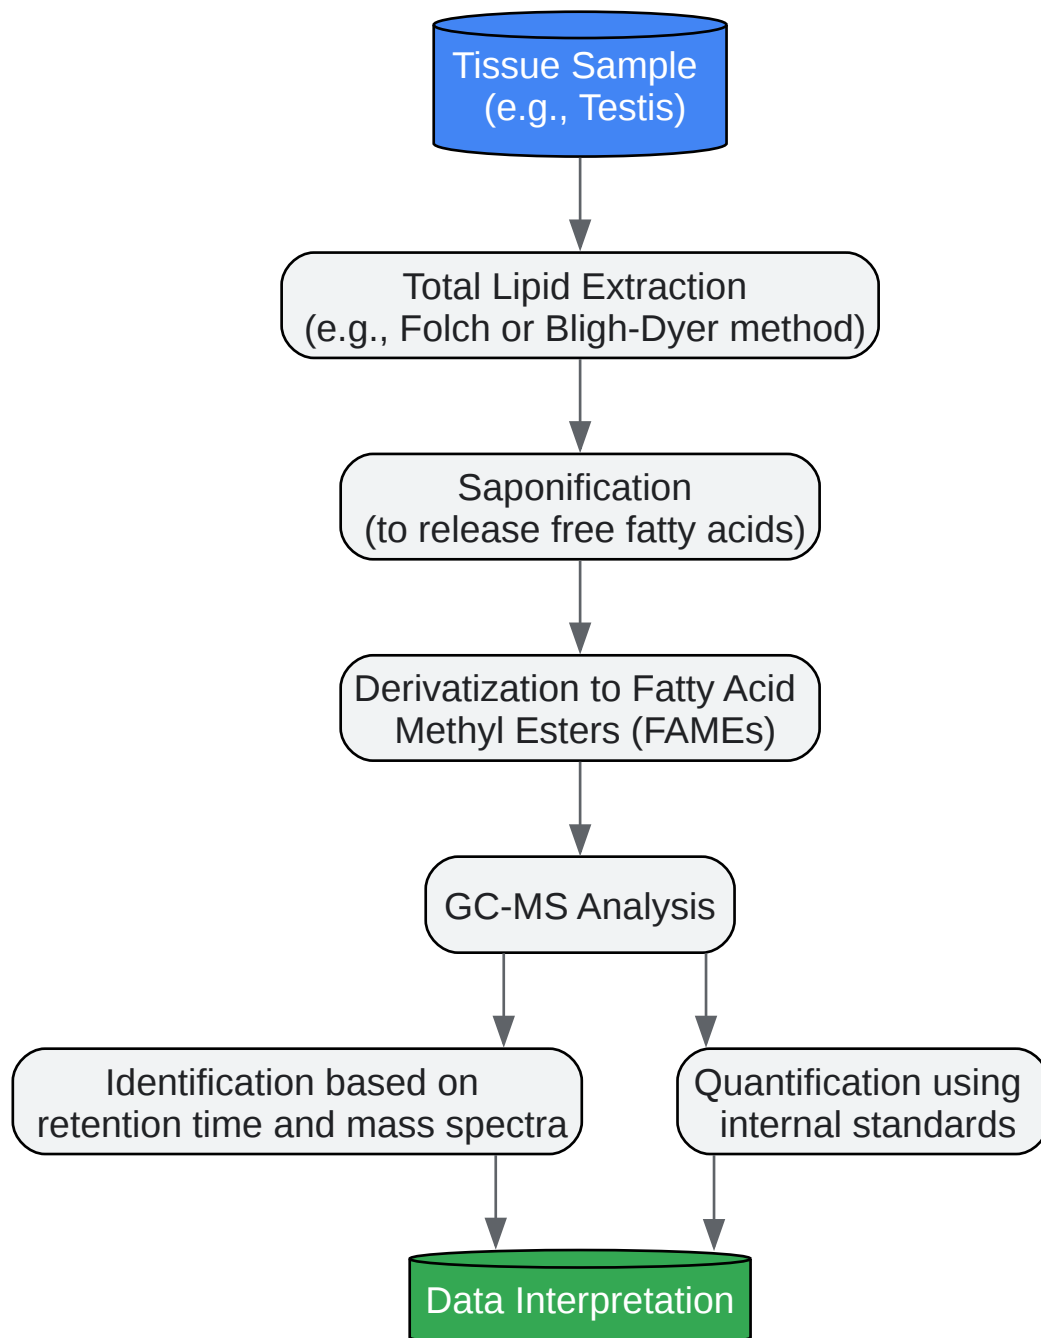 Tissue Sample
(e.g., Testis)
Total Lipid Extraction
(e.g., Folch or Bligh-Dyer method)
Saponification
(to release free fatty acids)
Derivatization to Fatty Acid
Methyl Esters (FAMEs)
GC-MS Analysis
Identification based on
retention time and mass spectra
Quantification using
internal standards
Data Interpretation